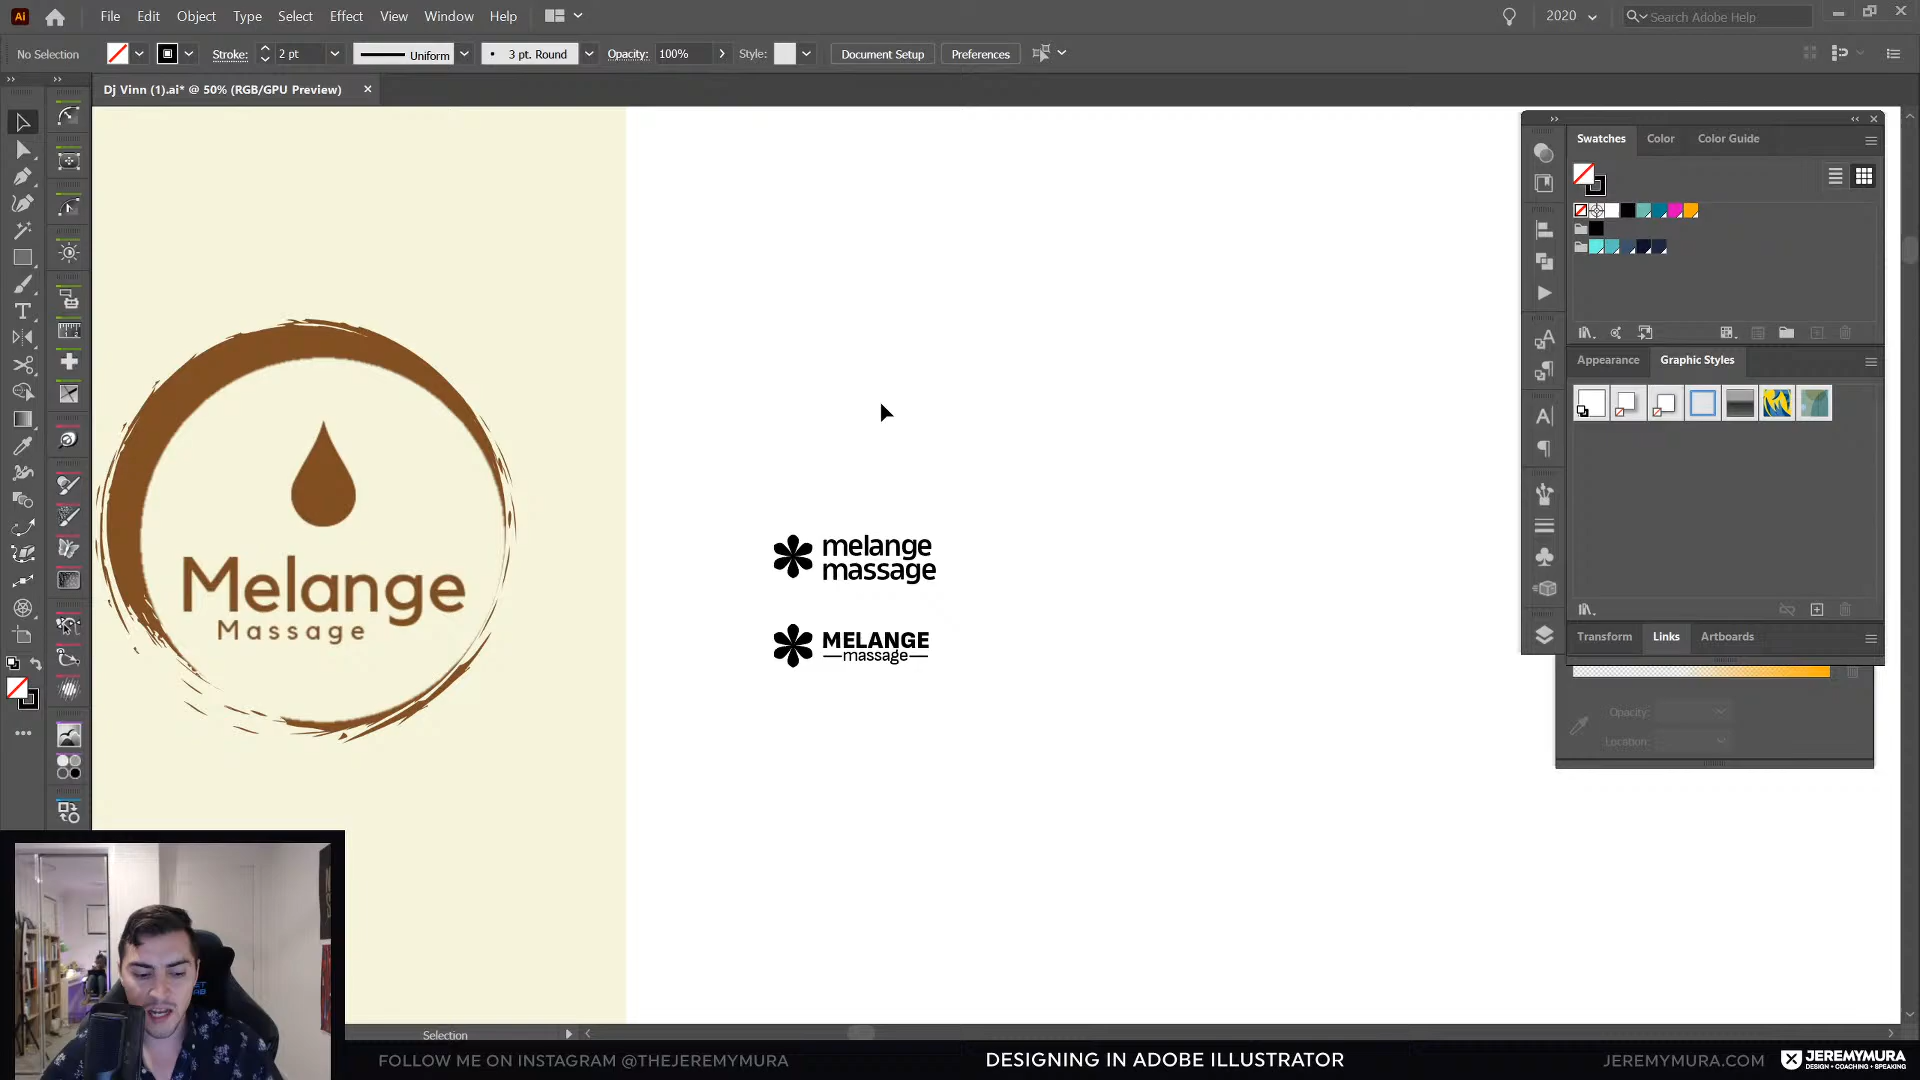 Ai File Edit Object Type Select Effect View Window Help 2020 Search Adobe Help
No Selection Stroke: 2 pt Uniform 3 pt. Round Opacity: 100% Style: Document Setup Preferences
Dj Vinn (1).ai* @ 50% (RGB/GPU Preview)
Swatches Color Color Guide
Appearance Graphic Styles
Transform Links Artboards
Opacity:
Location:
Melange
Massage
melange
massage
MELANGE
massage
Selection
FOLLOW ME ON INSTAGRAM @THEJEREMYMURA DESIGNING IN ADOBE ILLUSTRATOR JEREMYMURA.COM JEREMYMURA
DESIGN • COACHING • SPEAKING